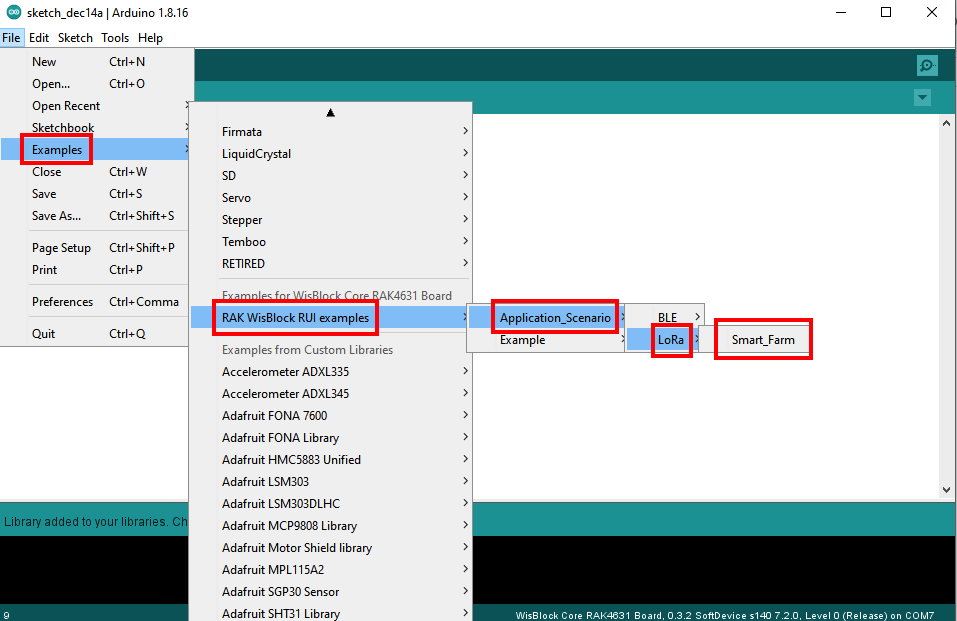 sketch_dec14a | Arduino 1.8.16
File Edit Sketch Tools Help
New Ctrl+N
Open... Ctrl+O
Open Recent
Sketchbook
Examples
Close Ctrl+W
Save Ctrl+S
Save As... Ctrl+Shift+S
Page Setup Ctrl+Shift+P
Print Ctrl+P
Preferences Ctrl+Comma
Quit Ctrl+Q
Firmata
LiquidCrystal
SD
Servo
Stepper
Temboo
RETIRED
Examples for WisBlock Core RAK4631 Board
RAK WisBlock RUI examples
Examples from Custom Libraries
Accelerometer ADXL335
Accelerometer ADXL345
Adafruit FONA 7600
Adafruit FONA Library
Adafruit HMC5883 Unified
Adafruit LSM303
Adafruit LSM303DLHC
Adafruit MCP9808 Library
Adafruit Motor Shield library
Adafruit MPL115A2
Adafruit SGP30 Sensor
Adafruit SHT31 Library
Application_Scenario
Example
BLE
LoRa
Smart_Farm
Library added to your libraries. Ch
9
WisBlock Core RAK4631 Board, 0.3.2 SoftDevice s140 7.2.0, Level 0 (Release) on COM7